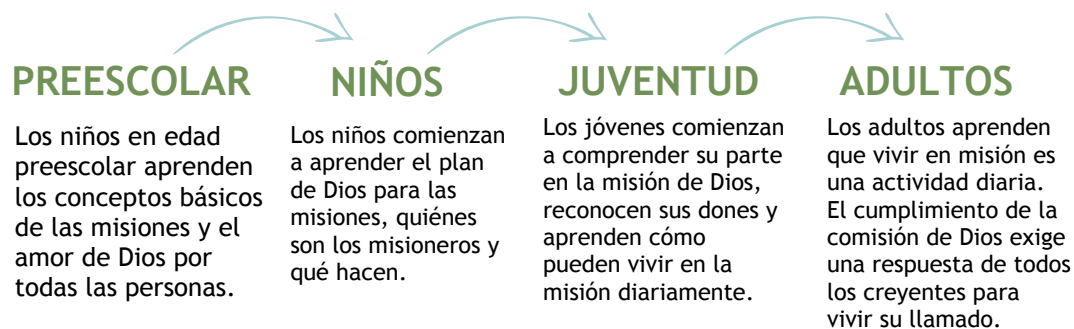 PREESCOLAR
Los niños en edad
preescolar aprenden
los conceptos básicos
de las misiones y el
amor de Dios por
todas las personas.
NIÑOS
Los niños comienzan
a aprender el plan
de Dios para las
misiones, quiénes
son los misioneros y
qué hacen.
JUVENTUD
Los jóvenes comienzan
a comprender su parte
en la misión de Dios,
reconocen sus dones y
aprenden cómo
pueden vivir en la
misión diariamente.
ADULTOS
Los adultos aprenden
que vivir en misión es
una actividad diaria.
El cumplimiento de la
comisión de Dios exige
una respuesta de todos
los creyentes para
vivir su llamado.